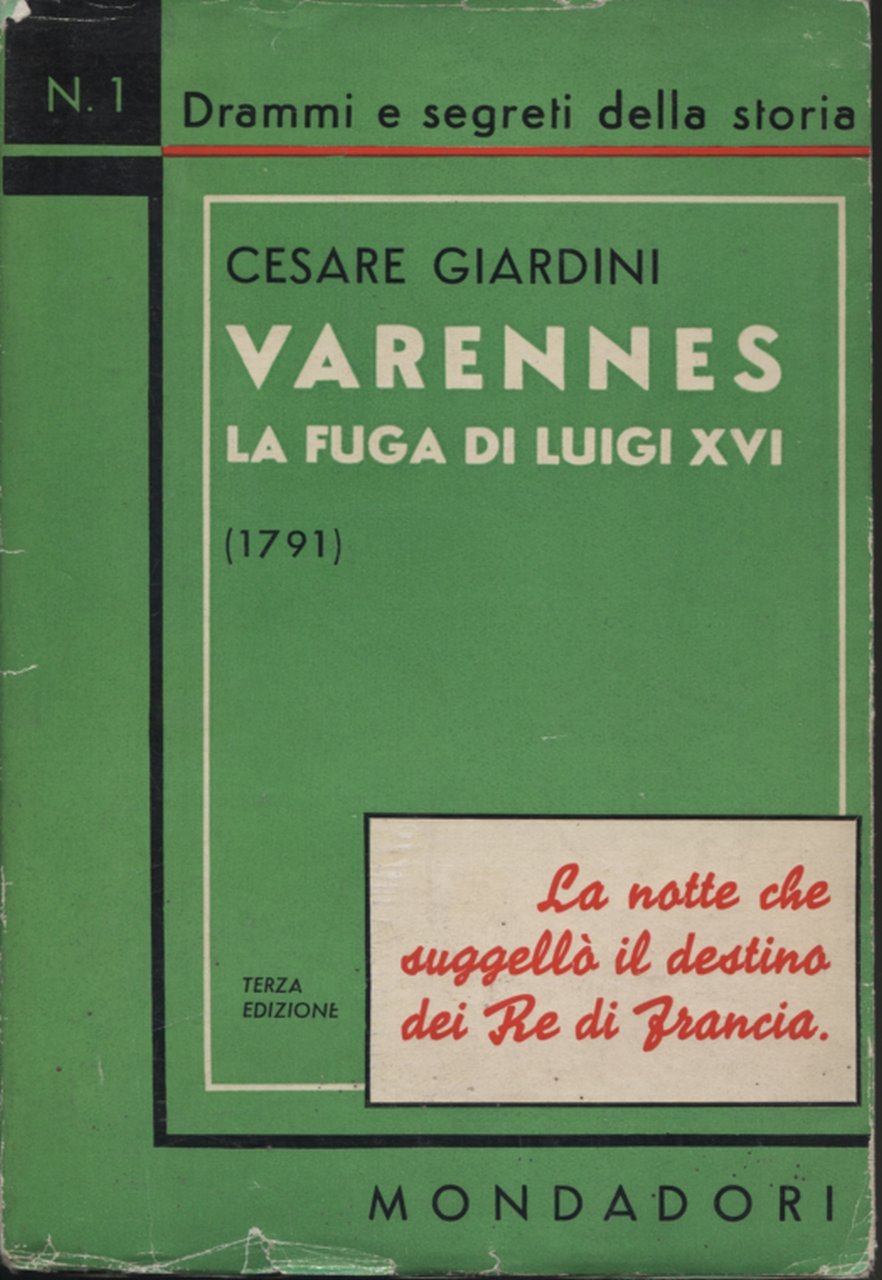 N. 1
Drammi e segreti della storia
CESARE GIARDINI
VARENNES
LA FUGA DI LUIGI XVI
(1791)
La notte che
suggellò il destino
dei Re di Francia.
TERZA
EDIZIONE
MONDADORI